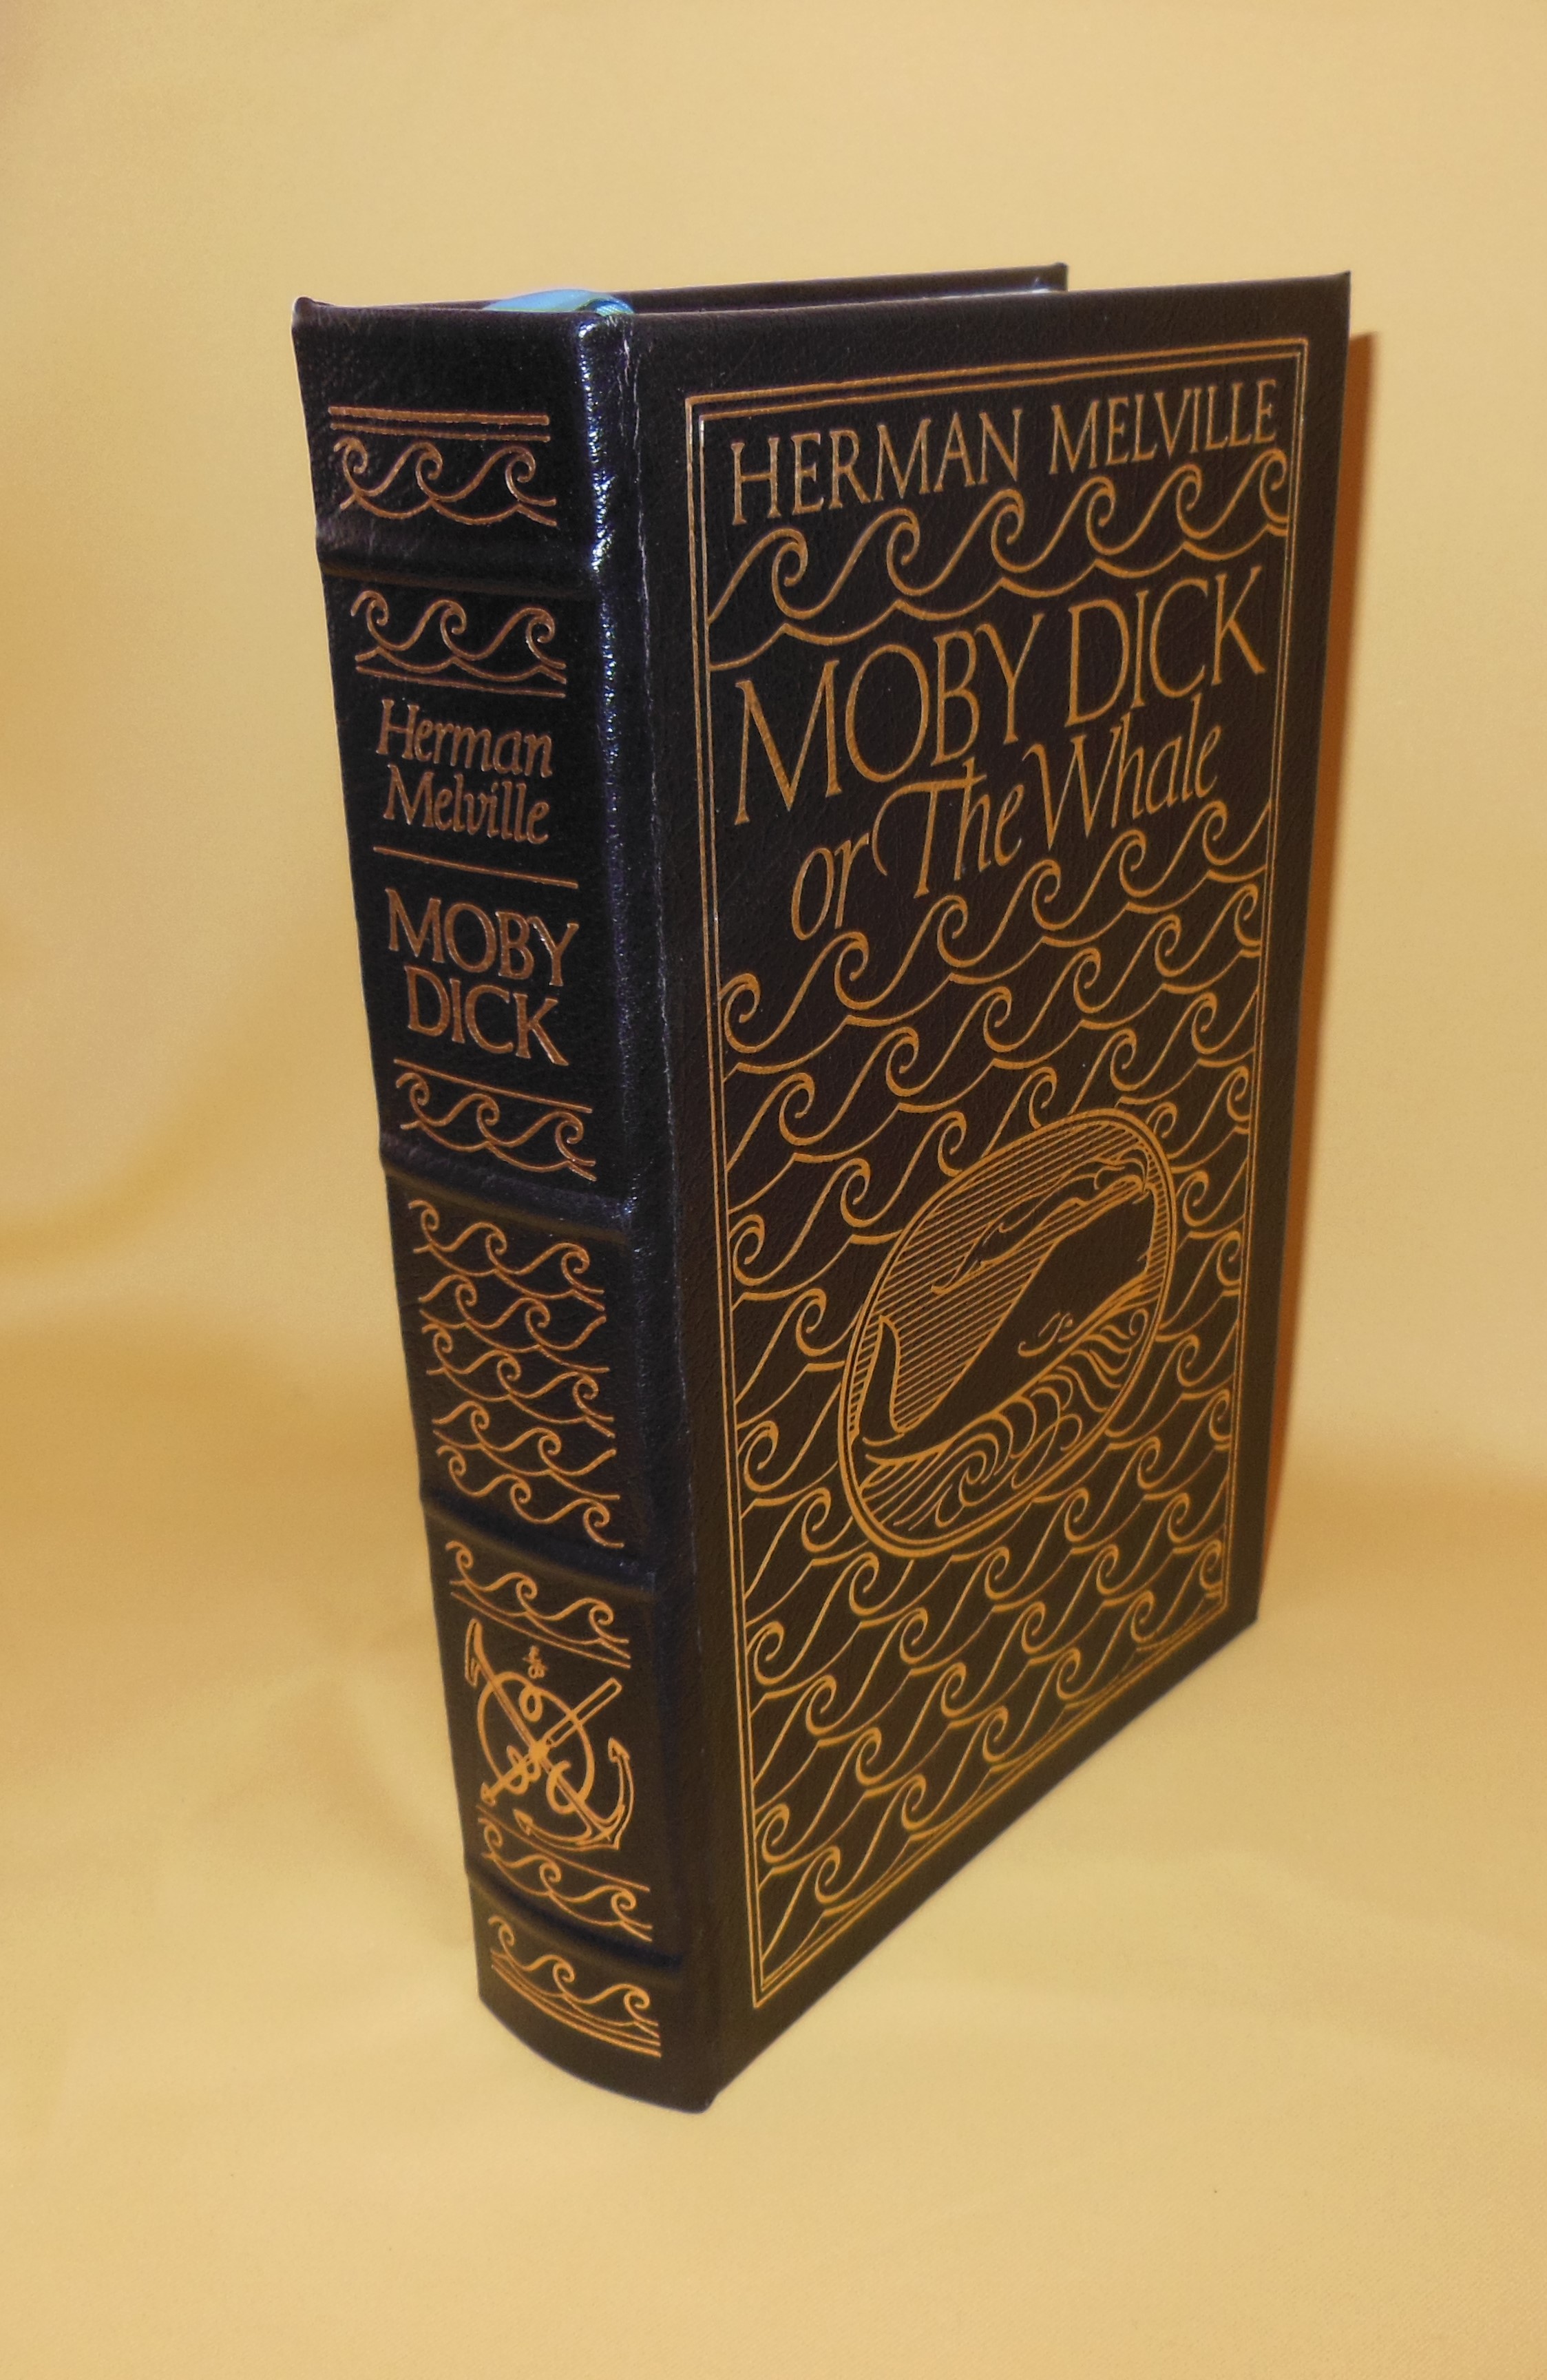 Herman
Melville
MOBY
DICK
HERMAN MELVILLE
MOBY DICK
or The Whale